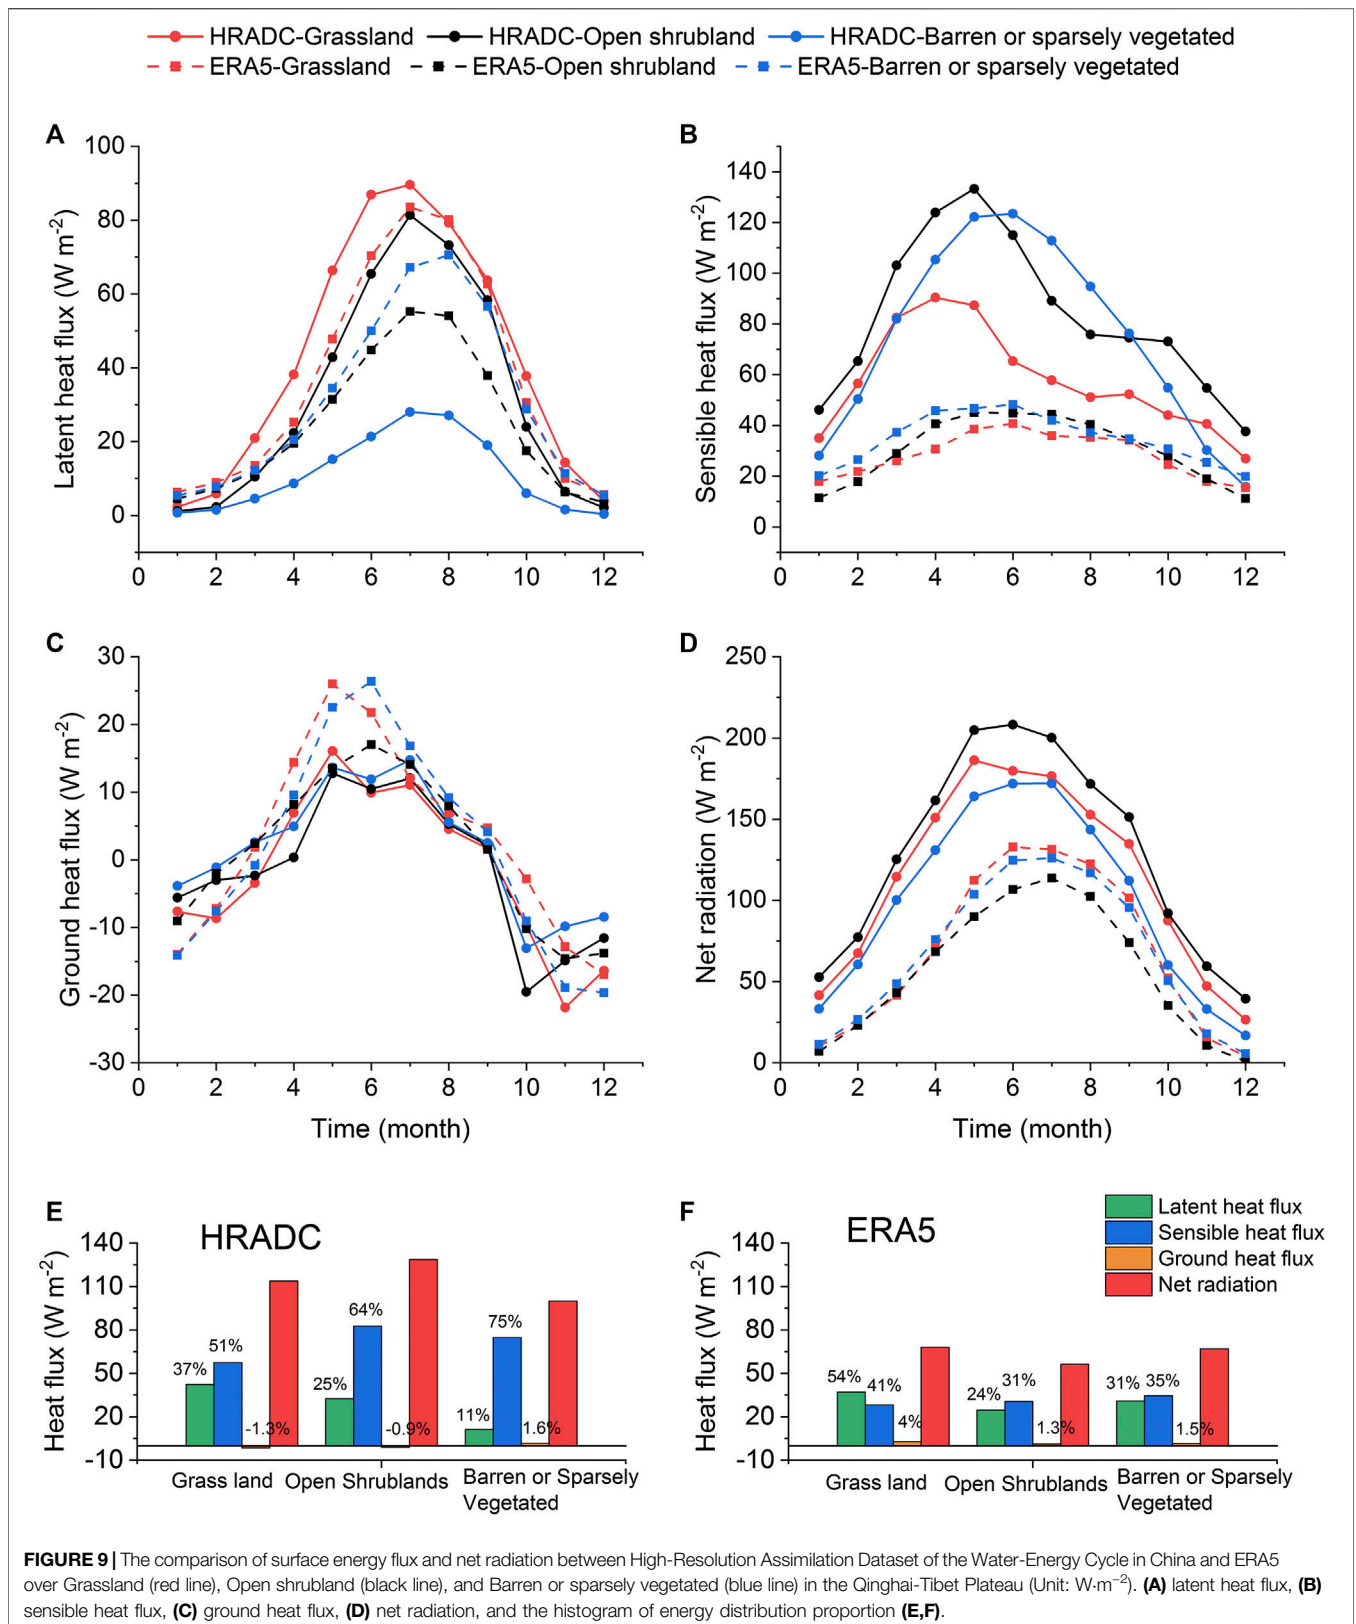 HRADC-Grassland HRADC-Open shrubland HRADC-Barren or sparsely vegetated
ERA5-Grassland ERA5-Open shrubland ERA5-Barren or sparsely vegetated
A
Latent heat flux (W m-2)
100
80
60
40
20
0
0 2 4 6 8 10 12
B
Sensible heat flux (W m-2)
140
120
100
80
60
40
20
0
0 2 4 6 8 10 12
C
Ground heat flux (W m-2)
30
20
10
0
-10
-20
-30
0 2 4 6 8 10 12
Time (month)
D
Net radiation (W m-2)
250
200
150
100
50
0
0 2 4 6 8 10 12
Time (month)
E
HRADC
Heat flux (W m-2)
140
110
80
50
20
-10
37% 51% -1.3%
25% 64% -0.9%
11% 75% 1.6%
Grass land Open Shrublands Barren or Sparsely
Vegetated
F
ERA5
Latent heat flux
Sensible heat flux
Ground heat flux
Net radiation
Heat flux (W m-2)
140
110
80
50
20
-10
54% 41% 4%
24% 31% 1.3%
31% 35% 1.5%
Grass land Open Shrublands Barren or Sparsely
Vegetated
FIGURE 9 | The comparison of surface energy flux and net radiation between High-Resolution Assimilation Dataset of the Water-Energy Cycle in China and ERA5
over Grassland (red line), Open shrubland (black line), and Barren or sparsely vegetated (blue line) in the Qinghai-Tibet Plateau (Unit: W·m−2). (A) latent heat flux, (B)
sensible heat flux, (C) ground heat flux, (D) net radiation, and the histogram of energy distribution proportion (E,F).